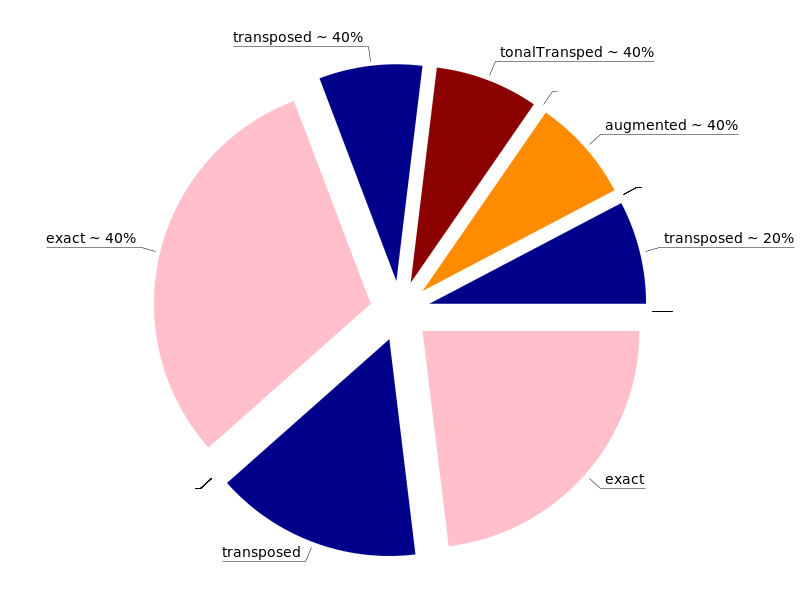 transposed ~ 40%
tonalTransped ~ 40%
augmented ~ 40%
exact ~ 40%
transposed ~ 20%
exact
transposed